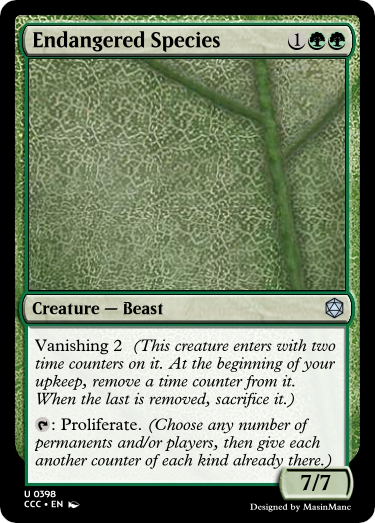 Endangered Species 1
Creature — Beast
Vanishing 2 (This creature enters with two
time counters on it. At the beginning of your
upkeep, remove a time counter from it.
When the last is removed, sacrifice it.)
: Proliferate. (Choose any number of
permanents and/or players, then give each
another counter of each kind already there.)
7/7
U 0398
CCC • EN
Designed by MasinManc